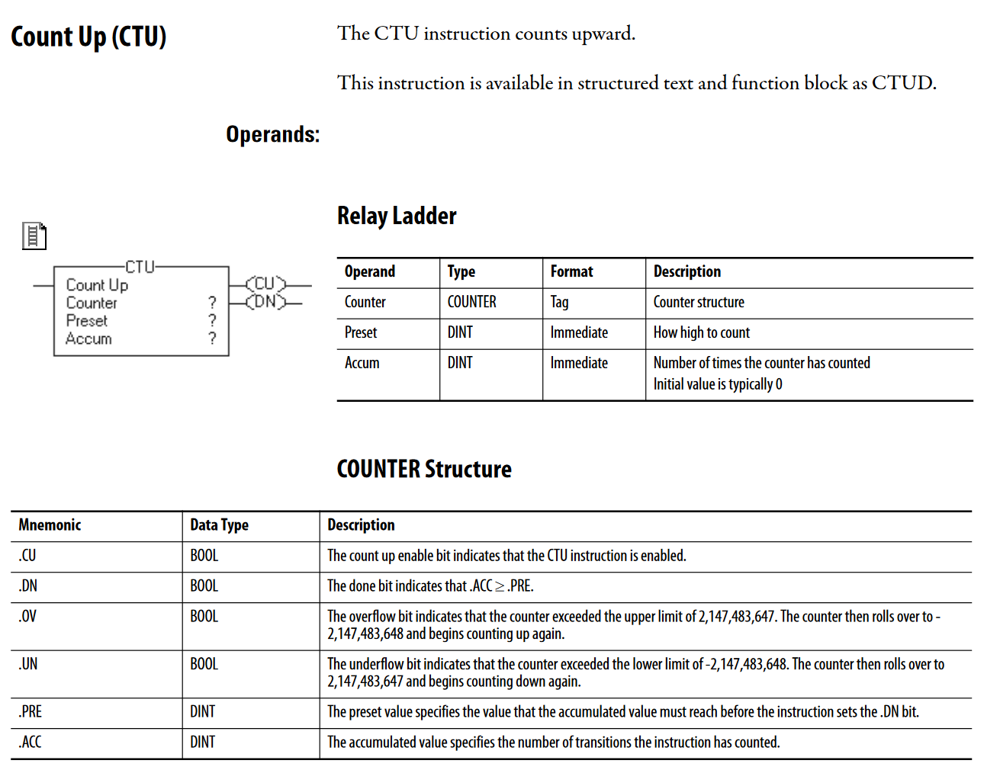 Count Up (CTU)
The CTU instruction counts upward.
This instruction is available in structured text and function block as CTUD.
Operands:
Relay Ladder
CTU
Count Up
Counter ?
Preset ?
Accum ?
CU
DN
Operand Type Format Description
Counter COUNTER Tag Counter structure
Preset DINT Immediate How high to count
Accum DINT Immediate Number of times the counter has counted
Initial value is typically 0
COUNTER Structure
Mnemonic Data Type Description
.CU BOOL The count up enable bit indicates that the CTU instruction is enabled.
.DN BOOL The done bit indicates that .ACC ≥ .PRE.
.OV BOOL The overflow bit indicates that the counter exceeded the upper limit of 2,147,483,647. The counter then rolls over to -
2,147,483,648 and begins counting up again.
.UN BOOL The underflow bit indicates that the counter exceeded the lower limit of -2,147,483,648. The counter then rolls over to
2,147,483,647 and begins counting down again.
.PRE DINT The preset value specifies the value that the accumulated value must reach before the instruction sets the .DN bit.
.ACC DINT The accumulated value specifies the number of transitions the instruction has counted.